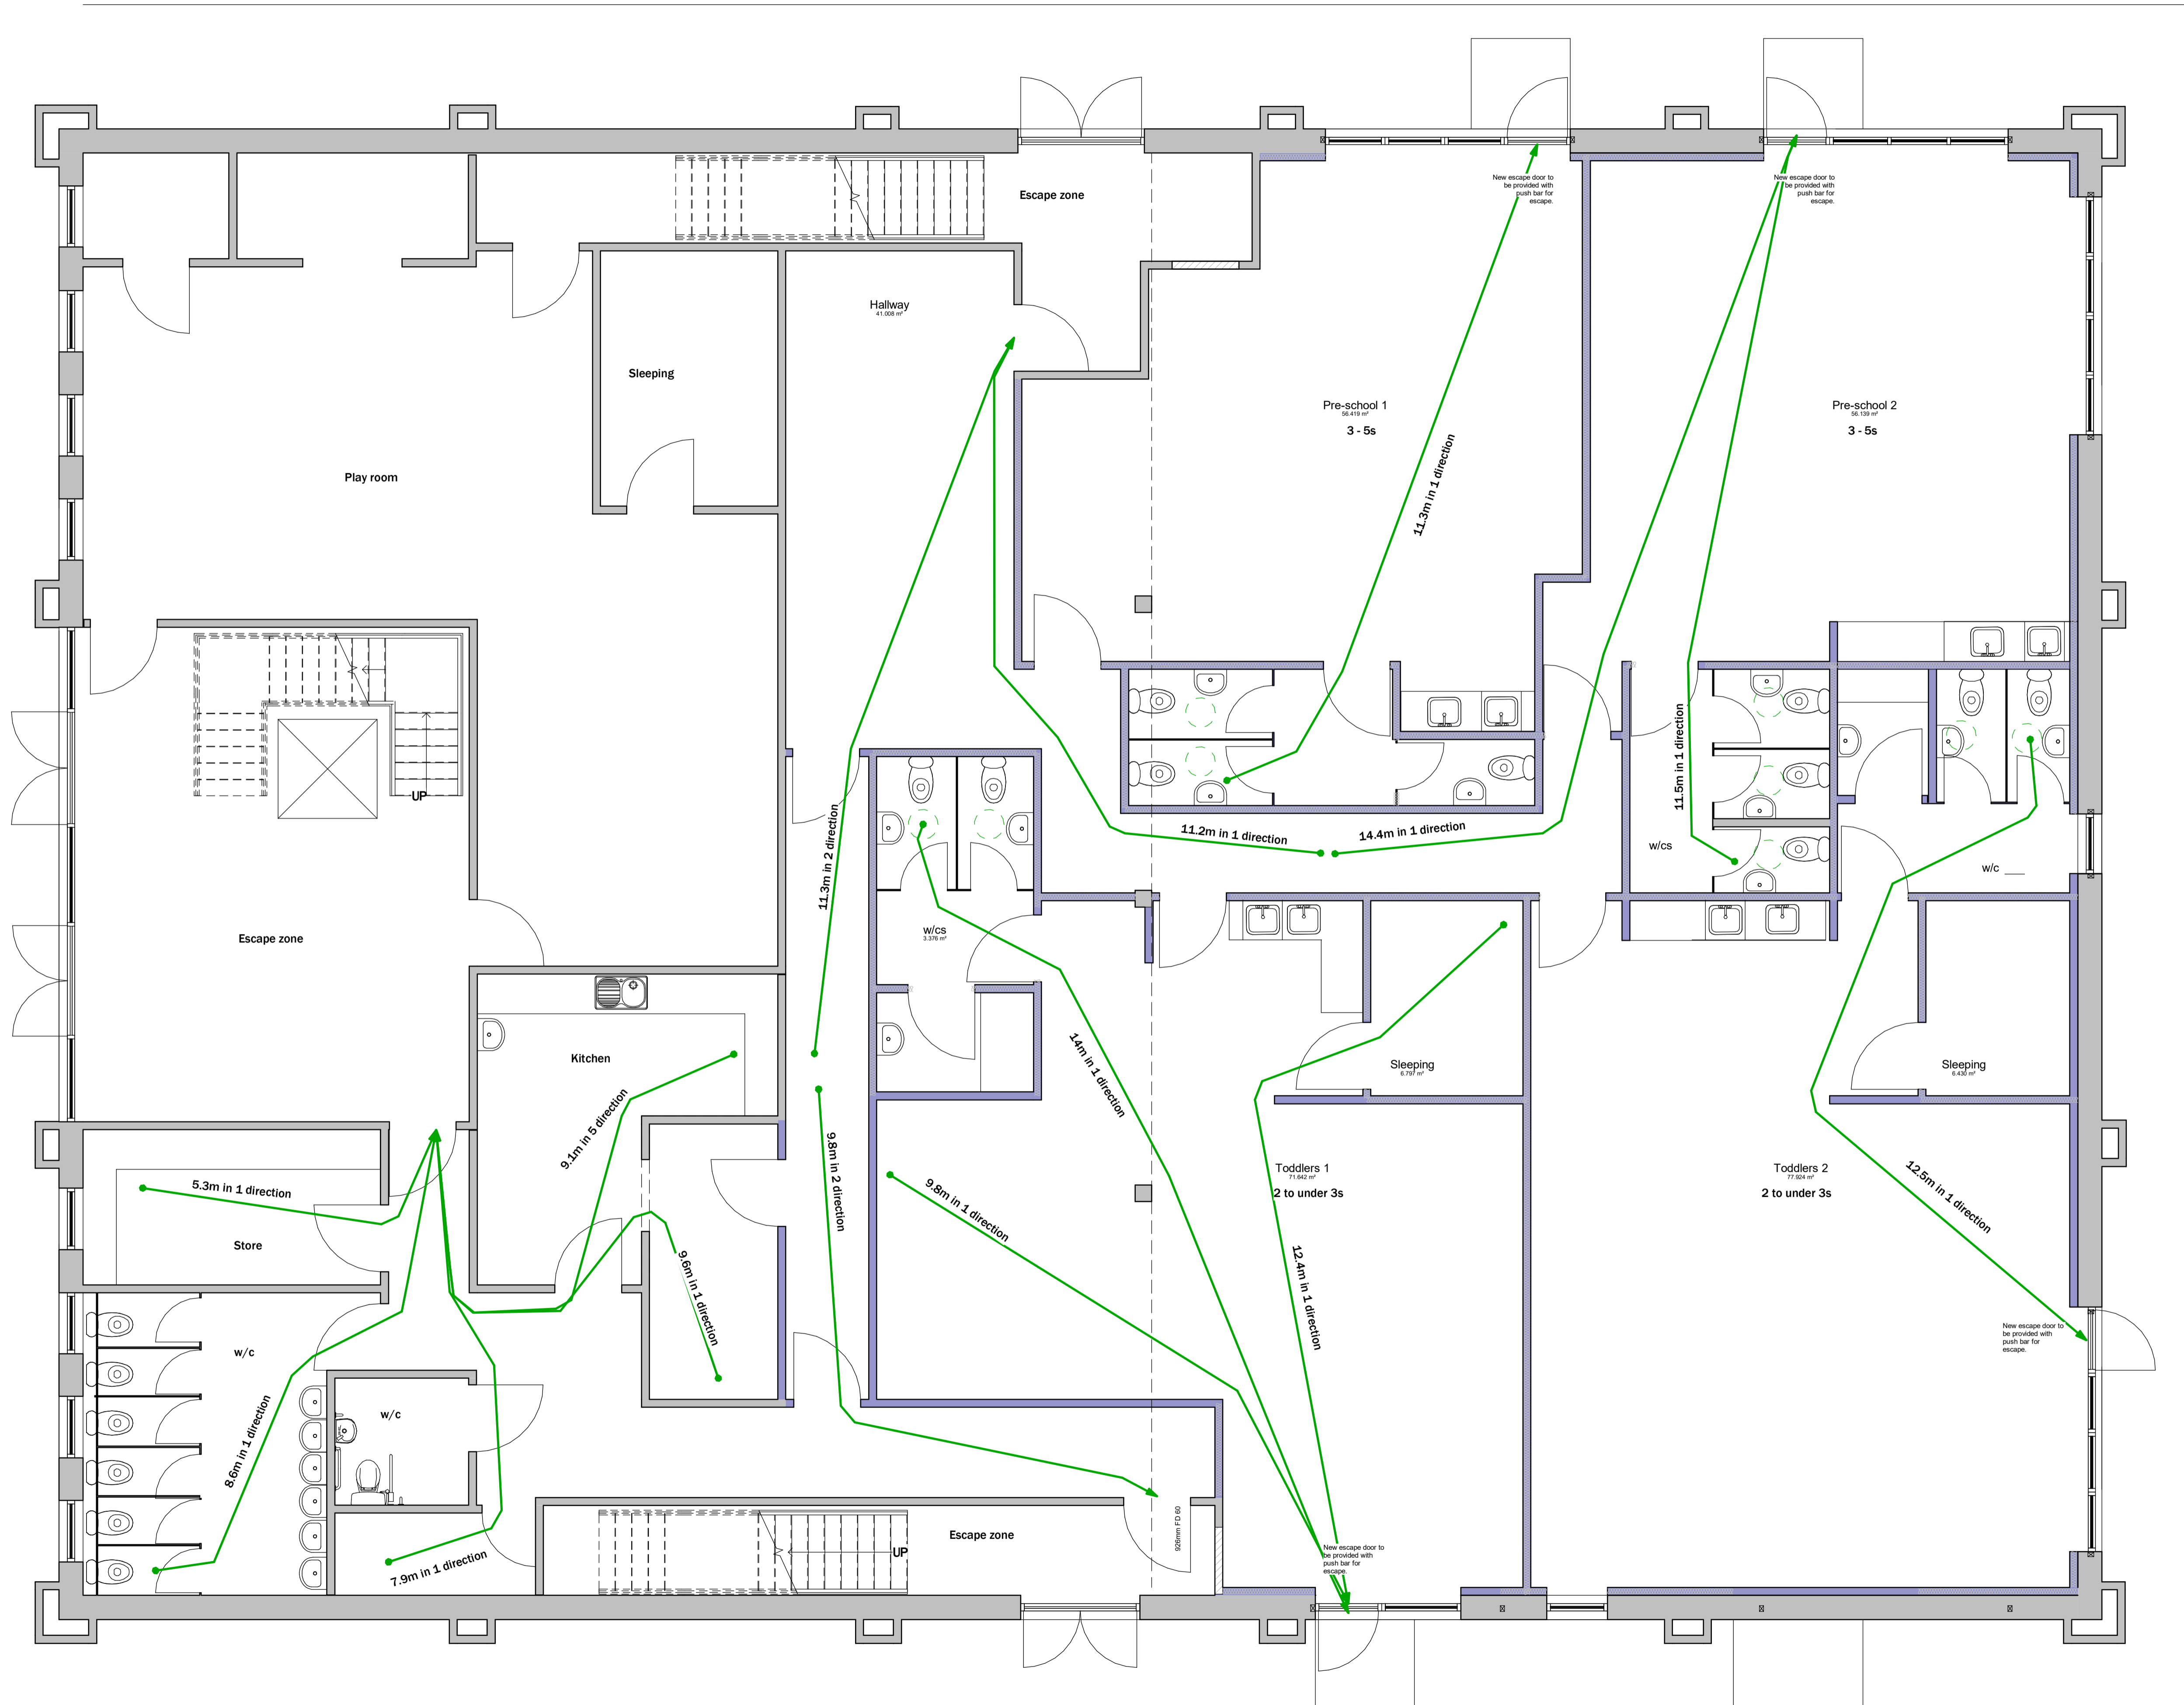 New escape door to
be provided with
push bar for
escape.
New escape door to
be provided with
push bar for
escape.
Escape zone
Hallway
41.008 m²
Sleeping
Play room
Pre-school 1
56.419 m²
3 - 5s
Pre-school 2
56.139 m²
3 - 5s
11.3m in 1 direction
11.5m in 1 direction
UP
11.3m in 2 direction
11.2m in 1 direction
14.4m in 1 direction
w/cs
w/c
Escape zone
w/cs
3.376 m²
Kitchen
9.1m in 5 direction
14m in 1 direction
Sleeping
6.797 m²
Sleeping
6.430 m²
5.3m in 1 direction
Store
9.8m in 2 direction
9.8m in 1 direction
Toddlers 1
71.642 m²
2 to under 3s
Toddlers 2
77.924 m²
2 to under 3s
12.5m in 1 direction
9.6m in 1 direction
12.4m in 1 direction
New escape door to
be provided with
push bar for
escape.
w/c
w/c
8.6m in 1 direction
7.9m in 1 direction
Escape zone
UP
926mm FD 60
New escape door to
be provided with
push bar for
escape.